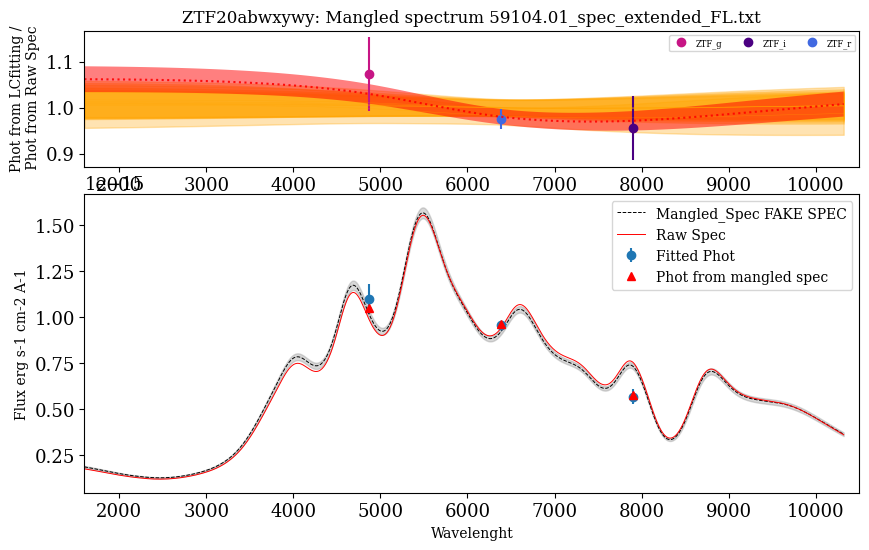 ZTF20abwxywy: Mangled spectrum 59104.01_spec_extended_FL.txt
Phot from LCfitting /
Phot from Raw Spec
1.1
1.0
0.9
ZTF_g ZTF_i ZTF_r
2000 3000 4000 5000 6000 7000 8000 9000 10000
1e−15
Flux erg s-1 cm-2 A-1
1.50
1.25
1.00
0.75
0.50
0.25
Mangled_Spec FAKE SPEC
Raw Spec
Fitted Phot
Phot from mangled spec
2000 3000 4000 5000 6000 7000 8000 9000 10000
Wavelenght